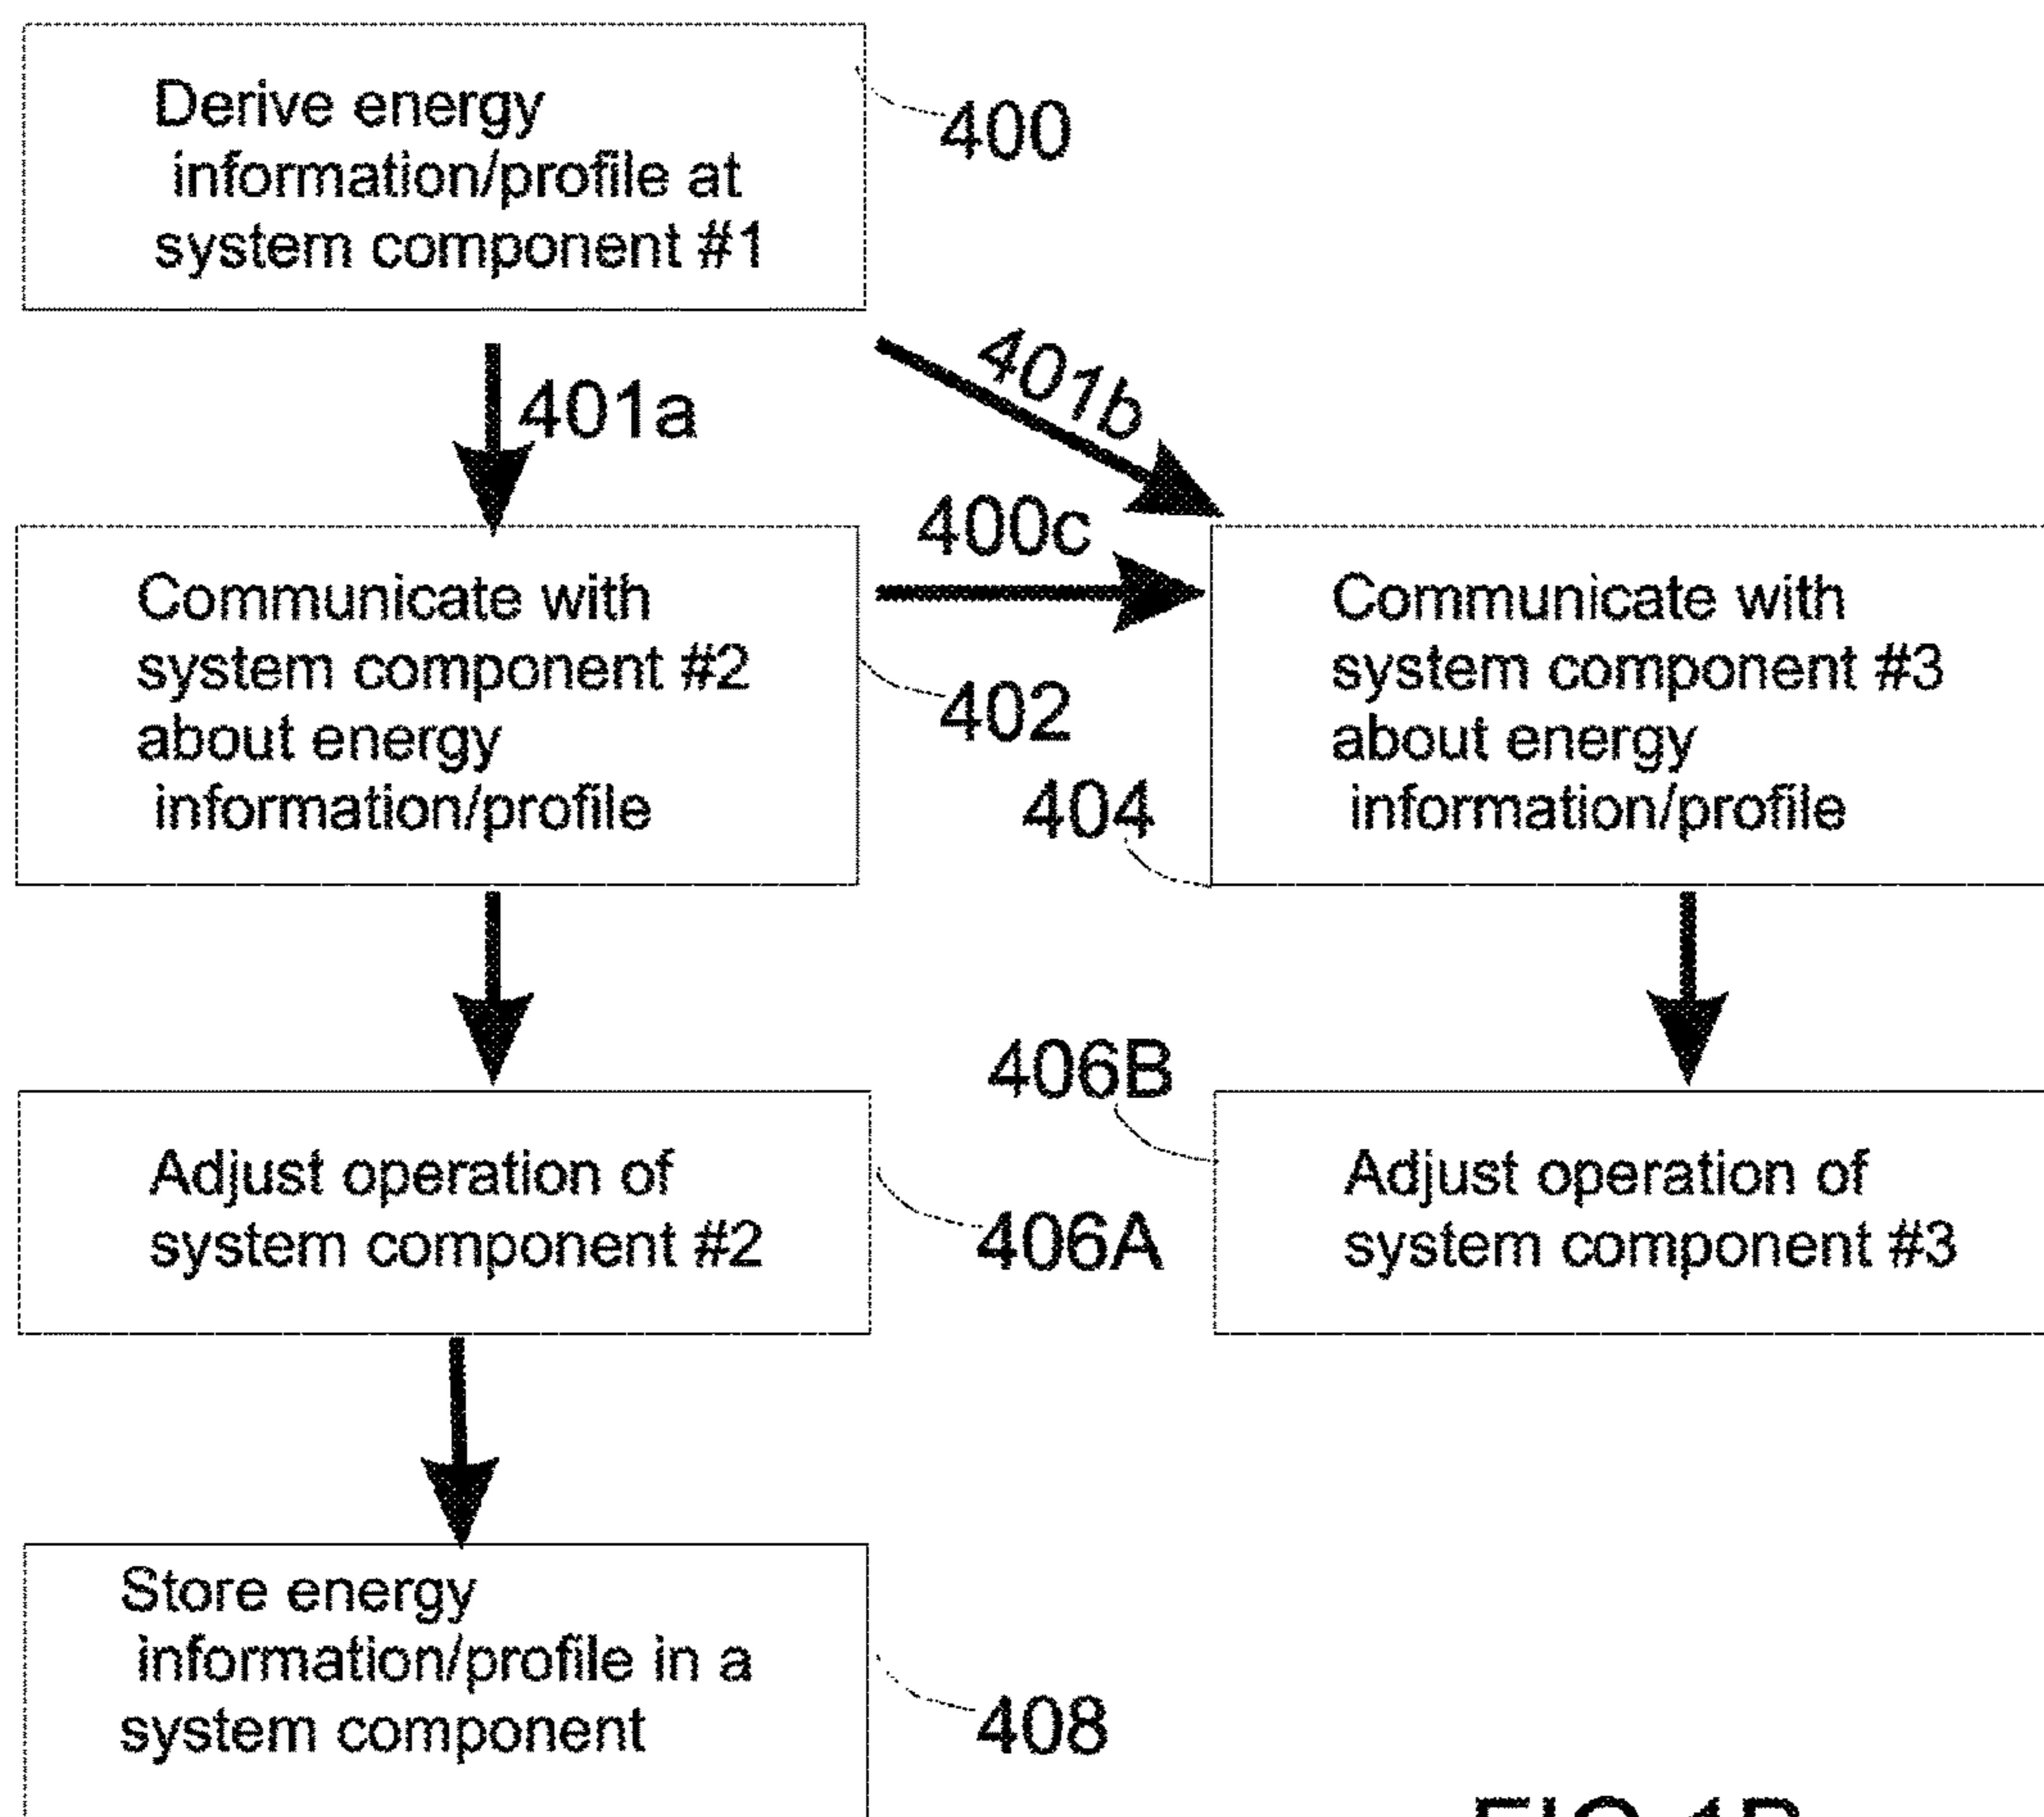 Derive energy
information/profile at
system component #1
400
401a
401b
Communicate with
system component #2
about energy
information/profile
400c
402
Communicate with
system component #3
about energy
information/profile
404
Adjust operation of
system component #2
406A
406B
Adjust operation of
system component #3
Store energy
information/profile in a
system component
408